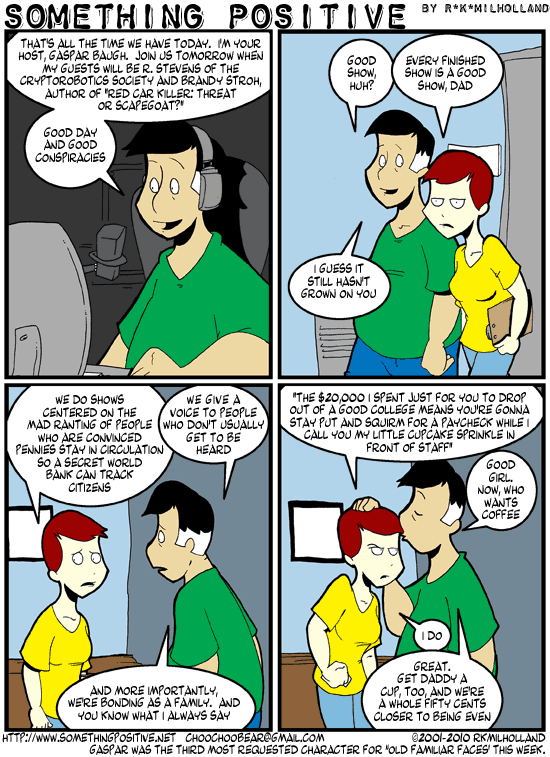 SOMETHING POSITIVE BY R*K*MILHOLLAND
THAT'S ALL THE TIME WE HAVE TODAY. I'M YOUR
HOST, GASPAR BAUGH. JOIN US TOMORROW WHEN
MY GUESTS WILL BE R. STEVENS OF THE
CRYPTOROBOTICS SOCIETY AND BRANDY STROH,
AUTHOR OF "RED CAR KILLER: THREAT
OR SCAPEGOAT?"
GOOD DAY
AND GOOD
CONSPIRACIES
GOOD
SHOW,
HUH?
EVERY FINISHED
SHOW IS A GOOD
SHOW, DAD
I GUESS IT
STILL HASN'T
GROWN ON YOU
WE DO SHOWS
CENTERED ON THE
MAD RANTING OF PEOPLE
WHO ARE CONVINCED
PENNIES STAY IN CIRCULATION
SO A SECRET WORLD
BANK CAN TRACK
CITIZENS
WE GIVE A
VOICE TO PEOPLE
WHO DON'T USUALLY
GET TO BE
HEARD
AND MORE IMPORTANTLY,
WE'RE BONDING AS A FAMILY. AND
YOU KNOW WHAT I ALWAYS SAY
"THE $20,000 I SPENT JUST FOR YOU TO DROP
OUT OF A GOOD COLLEGE MEANS YOU'RE GONNA
STAY PUT AND SQUIRM FOR A PAYCHECK WHILE I
CALL YOU MY LITTLE CUPCAKE SPRINKLE IN
FRONT OF STAFF"
GOOD
GIRL.
NOW, WHO
WANTS
COFFEE
I DO
GREAT.
GET DADDY A
CUP, TOO, AND WE'RE
A WHOLE FIFTY CENTS
CLOSER TO BEING EVEN
HTTP://WWW.SOMETHINGPOSITIVE.NET CHOOCHOOBEAR@GMAIL.COM ©2001-2010 RKMILHOLLAND
GASPAR WAS THE THIRD MOST REQUESTED CHARACTER FOR "OLD FAMILIAR FACES" THIS WEEK.